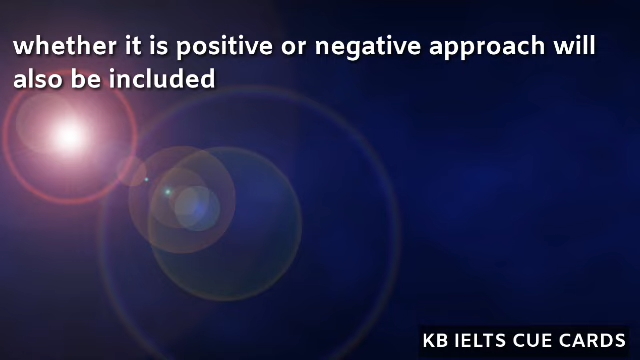 whether it is positive or negative approach will
also be included
KB IELTS CUE CARDS